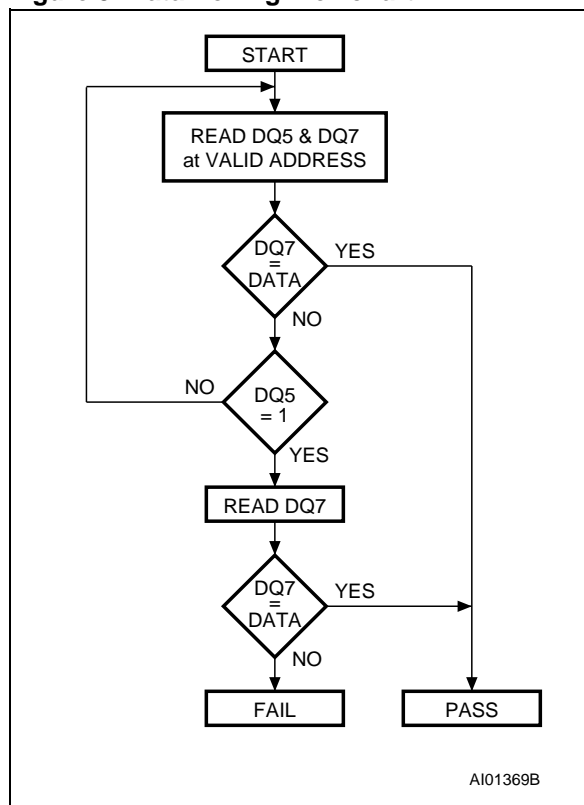 START
READ DQ5 & DQ7
at VALID ADDRESS
DQ7
=
DATA
YES
NO
NO
DQ5
= 1
YES
READ DQ7
DQ7
=
DATA
YES
NO
FAIL
PASS
AI01369B